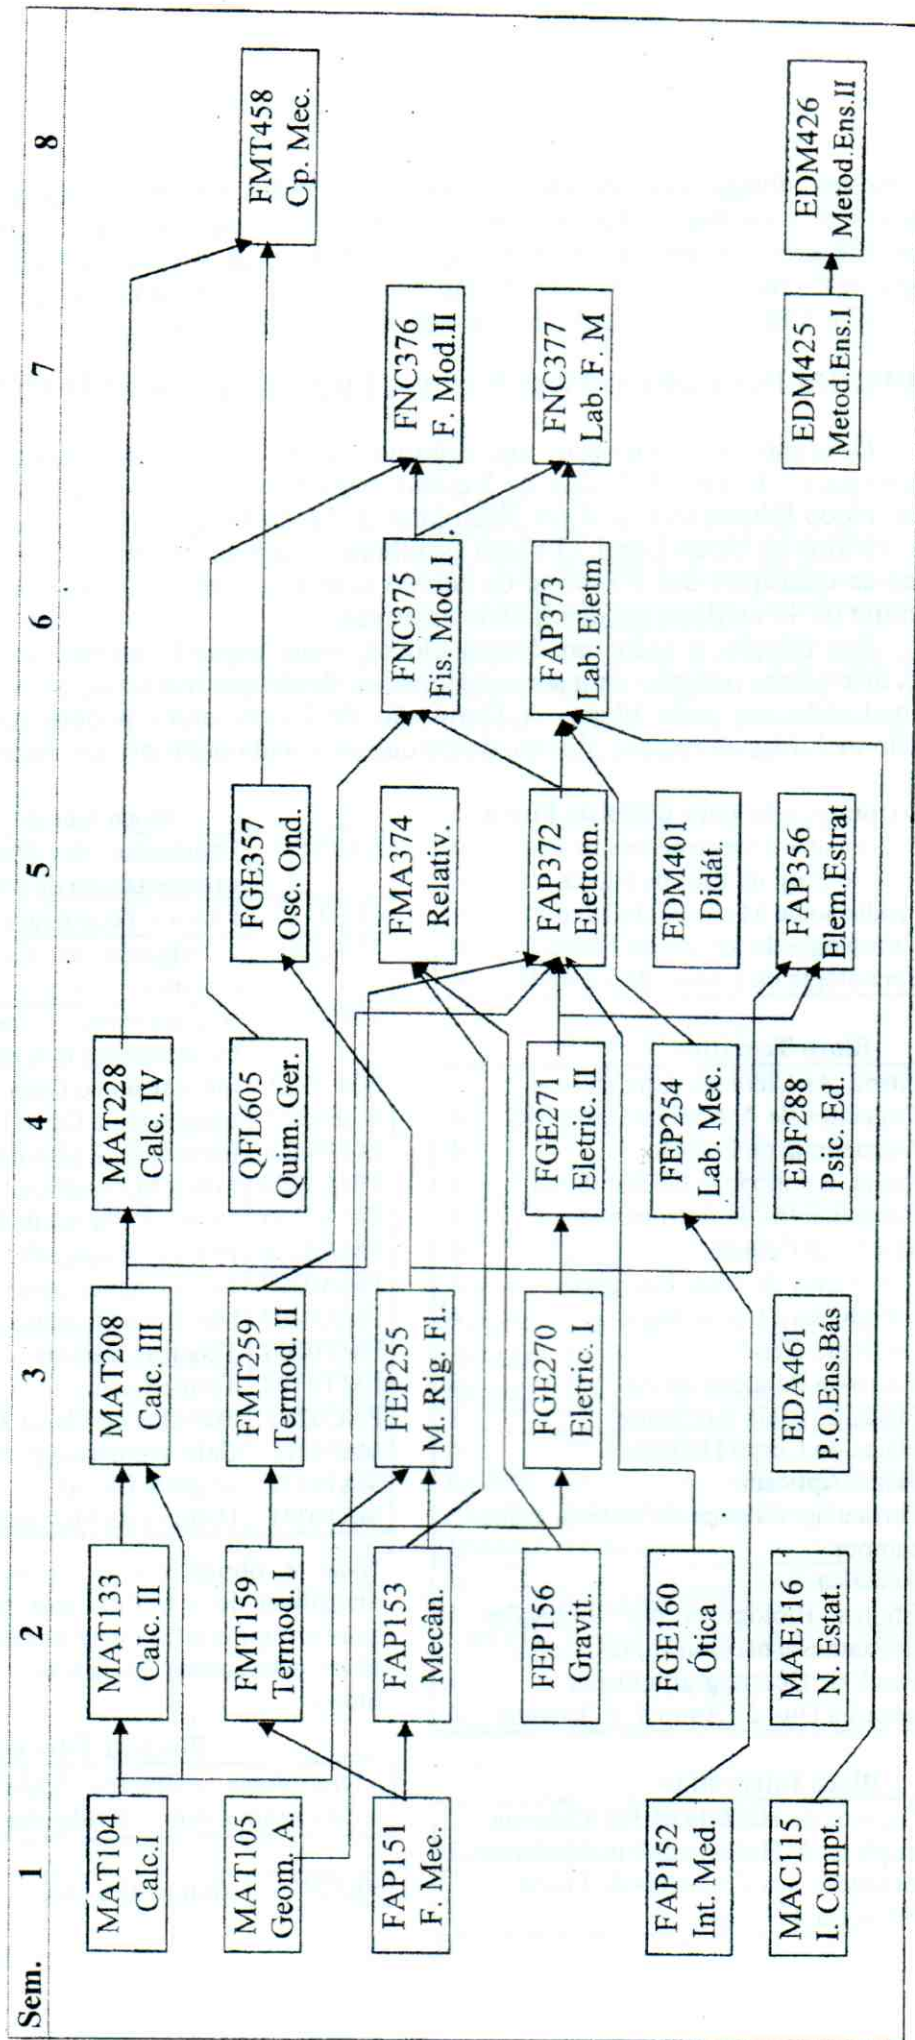 Sem.
1
2
3
4
5
6
7
8
MAT104
Calc.I
MAT105
Geom. A.
FAP151
F. Mec.
FAP152
Int. Med.
MAC115
I. Compt.
MAT133
Calc. II
FMT159
Termod. I
FAP153
Mecân.
FEP156
Gravit.
FGE160
Otica
MAE116
N. Estat.
MAT208
Calc. III
FMT259
Termod. II
FEP255
M.Rig. Fl.
FGE270
Eletric. I
EDA461
P.O.Ens.Bas
MAT228
Calc. IV
QFL605
Quim. Ger.
FGE271
Eletric. II
FEP254
Lab. Mec.
EDF288
Psic. Ed.
FGE357
Osc. Ond.
FMA374
Relativ.
FAP372
Eletrom.
EDM401
Didát.
FAP356
Elem.Estrat
FNC375
Fis. Mod. I
FAP373
Lab. Eletm
FNC376
F. Mod.II
FNC377
Lab.F. M
EDM425
Metod.Ens.I
FMT458
Cp. Mec.
EDM426
Metod.Ens.II